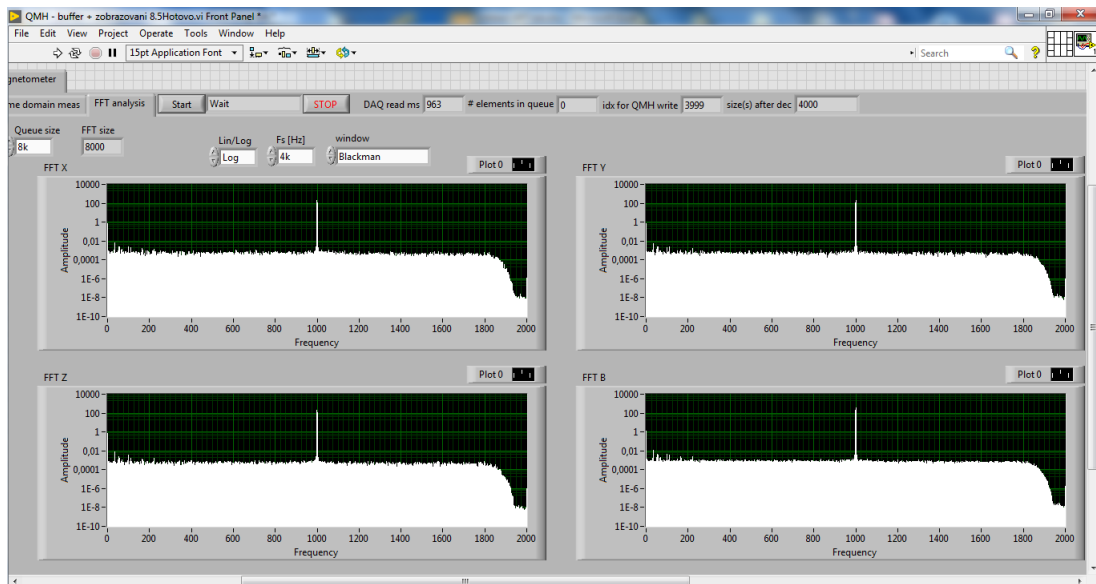 QMH - buffer + zobrazovani 8.5Hotovo.vi Front Panel *
File Edit View Project Operate Tools Window Help
15pt Application Font Search
gnetometer
me domain meas FFT analysis Start Wait STOP DAQ read ms 963 # elements in queue 0 idx for QMH write 3999 size(s) after dec 4000
Queue size FFT size
8k 8000
Lin/Log Fs [Hz] window
Log 4k Blackman
FFT X Plot 0
10000
100
1
0,01
0,0001
1E-6
1E-8
1E-10
Amplitude
0 200 400 600 800 1000 1200 1400 1600 1800 2000
Frequency
FFT Y Plot 0
10000
100
1
0,01
0,0001
1E-6
1E-8
1E-10
Amplitude
0 200 400 600 800 1000 1200 1400 1600 1800 2000
Frequency
FFT Z Plot 0
10000
100
1
0,01
0,0001
1E-6
1E-8
1E-10
Amplitude
0 200 400 600 800 1000 1200 1400 1600 1800 2000
Frequency
FFT B Plot 0
10000
100
1
0,01
0,0001
1E-6
1E-8
1E-10
Amplitude
0 200 400 600 800 1000 1200 1400 1600 1800 2000
Frequency